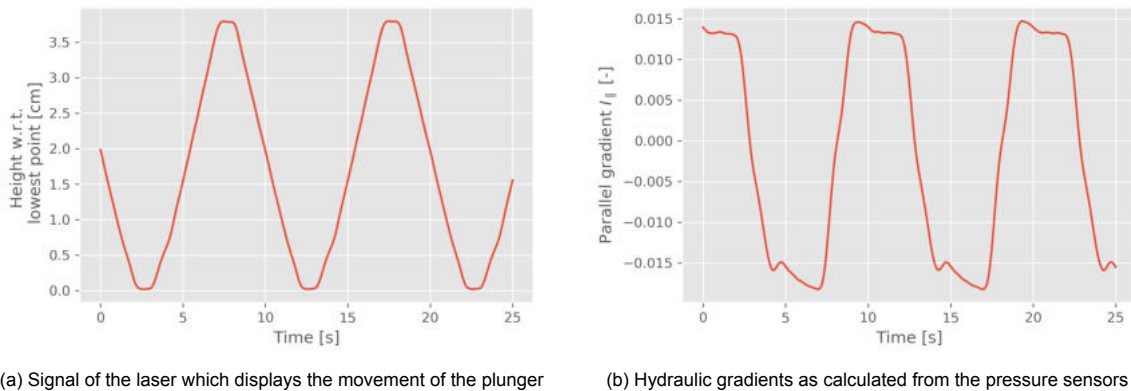 3.5
3.0
2.5
2.0
1.5
1.0
0.5
0.0
Height w.r.t.
lowest point [cm]
0 5 10 15 20 25
Time [s]
(a) Signal of the laser which displays the movement of the plunger
0.015
0.010
0.005
0.000
−0.005
−0.010
−0.015
Parallel gradient I∥ [-]
0 5 10 15 20 25
Time [s]
(b) Hydraulic gradients as calculated from the pressure sensors